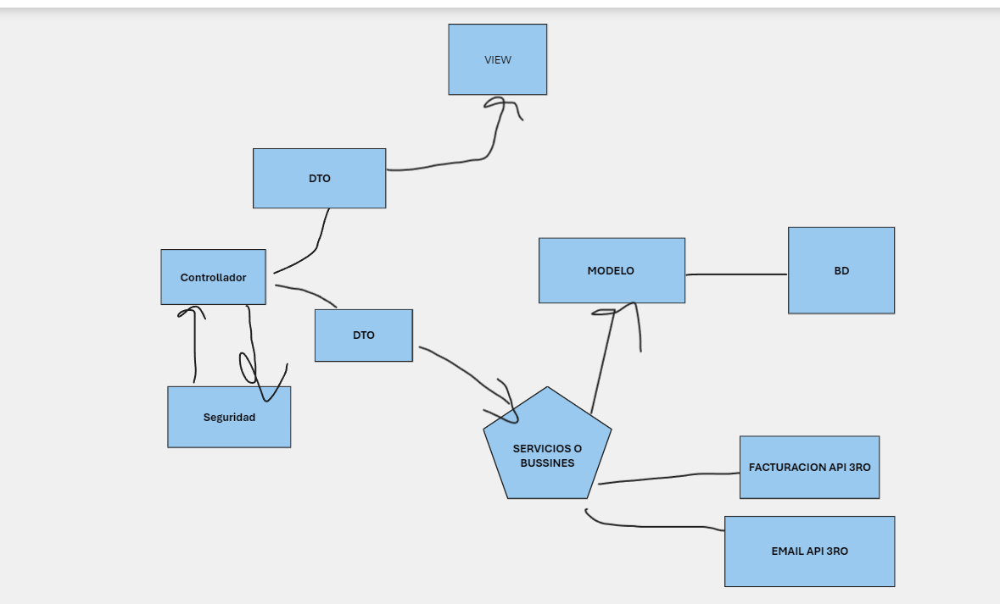 VIEW
DTO
Controllador
MODELO
BD
DTO
Seguridad
SERVICIOS O
BUSSINES
FACTURACION API 3RO
EMAIL API 3RO